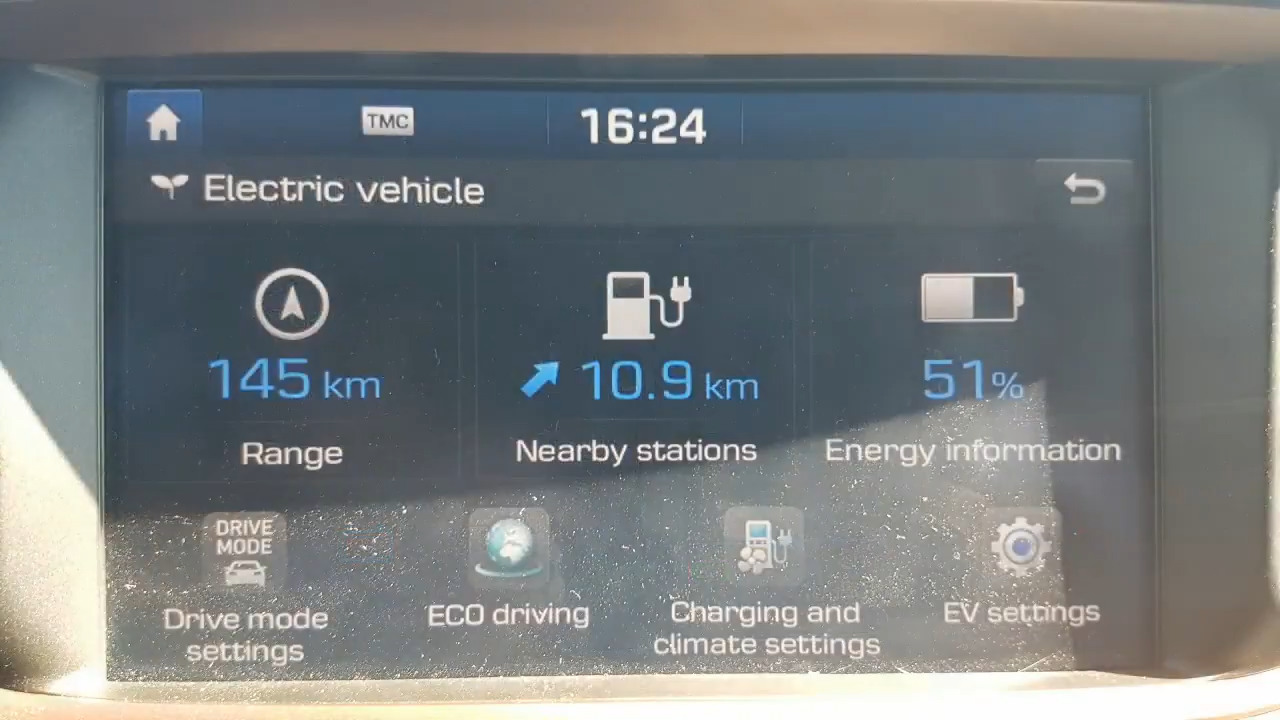 TMC
16:24
Electric vehicle
145 km
10.9 km
51%
Range
Nearby stations
Energy information
DRIVE
MODE
Drive mode
settings
ECO driving
Charging and
climate settings
EV settings